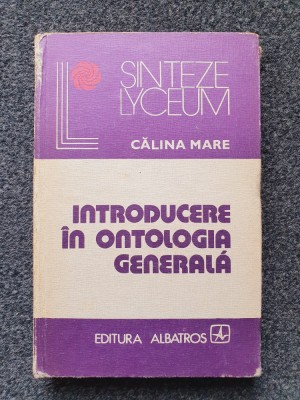 SINTEZE
LYCEUM
CĂLINA MARE
INTRODUCERE
ÎN ONTOLOGIA
GENERALĂ
EDITURA ALBATROS